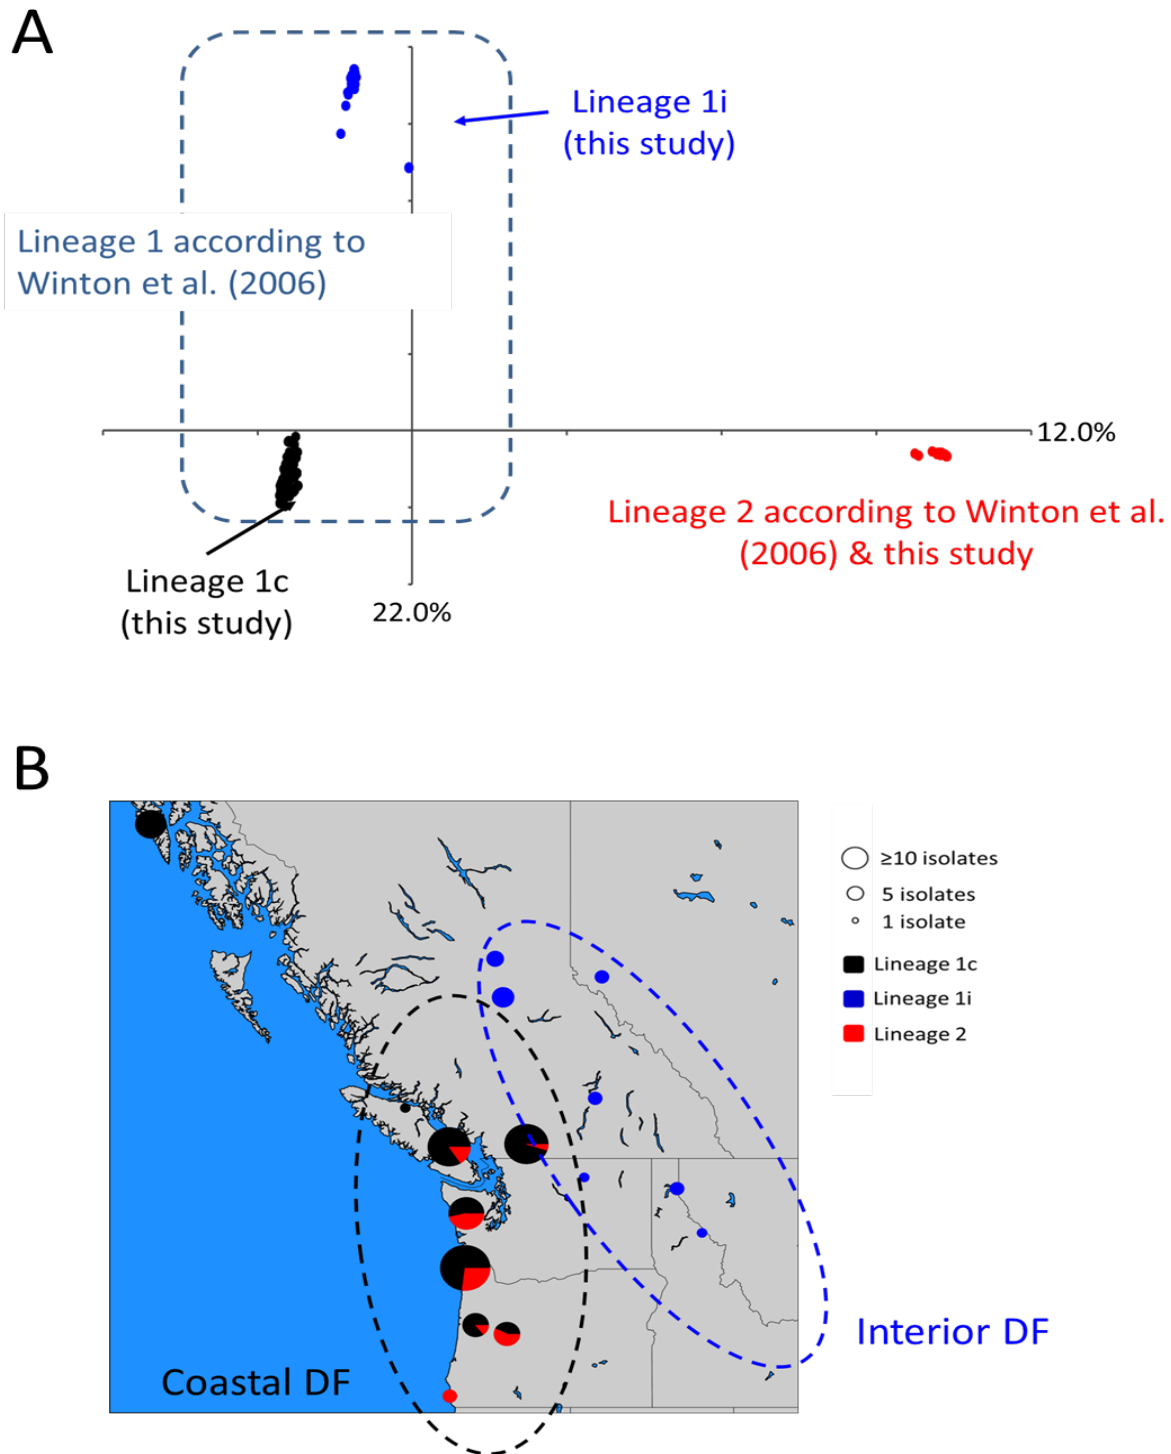 A
Lineage 1i
(this study)
Lineage 1 according to
Winton et al. (2006)
12.0%
Lineage 2 according to Winton et al.
(2006) & this study
Lineage 1c
(this study)
22.0%
B
≥10 isolates
5 isolates
1 isolate
Lineage 1c
Lineage 1i
Lineage 2
Interior DF
Coastal DF